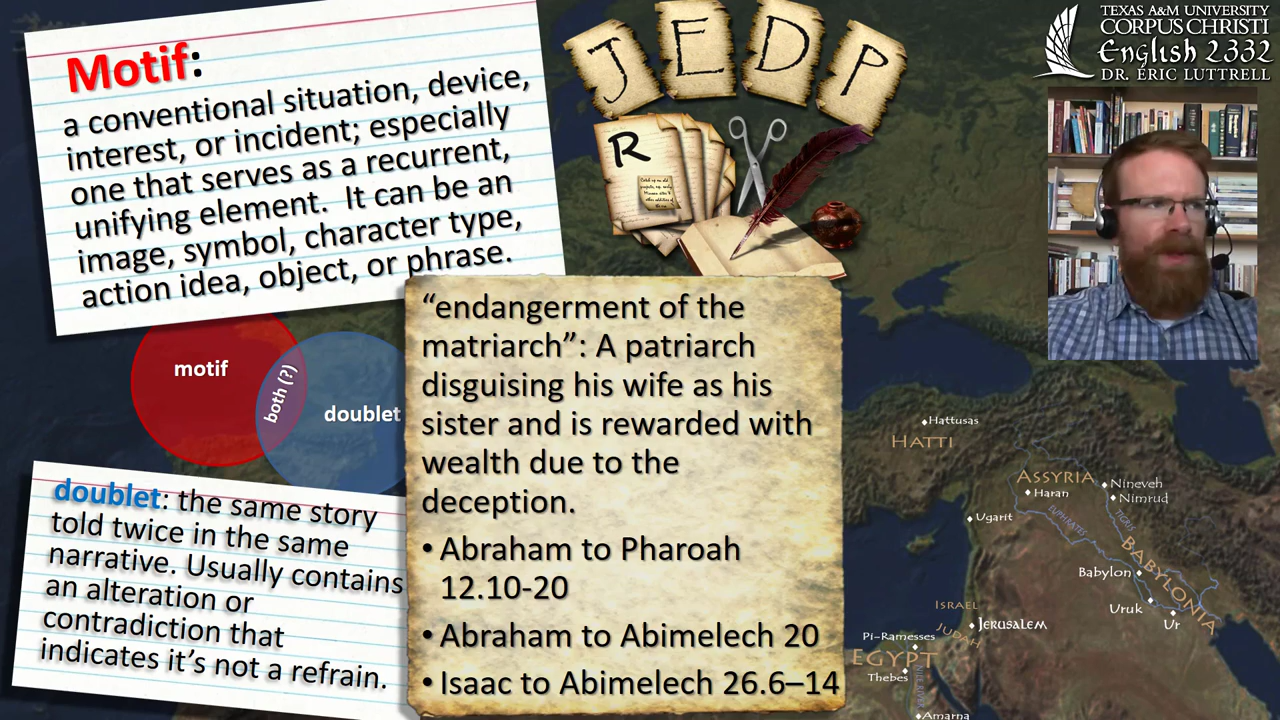 Motif:
a conventional situation, device,
interest, or incident; especially
one that serves as a recurrent,
unifying element. It can be an
image, symbol, character type,
action idea, object, or phrase.
J E D P
R
TEXAS A&M UNIVERSITY
CORPUS CHRISTI
English 2332
DR. ERIC LUTTRELL
motif
both (?)
doublet
doublet: the same story
told twice in the same
narrative. Usually contains
an alteration or
contradiction that
indicates it's not a refrain.
“endangerment of the
matriarch”: A patriarch
disguising his wife as his
sister and is rewarded with
wealth due to the
deception.
• Abraham to Pharoah
12.10-20
• Abraham to Abimelech 20
• Isaac to Abimelech 26.6–14
Hattusas
HATTI
ASSYRIA
Nineveh
Haran
Nimrud
Ugarit
EUPHRATES
TIGRIS
BABYLONIA
Babylon
Uruk
Ur
ISRAEL
JUDAH
JERUSALEM
Pi-Ramesses
EGYPT
Thebes
Amarna